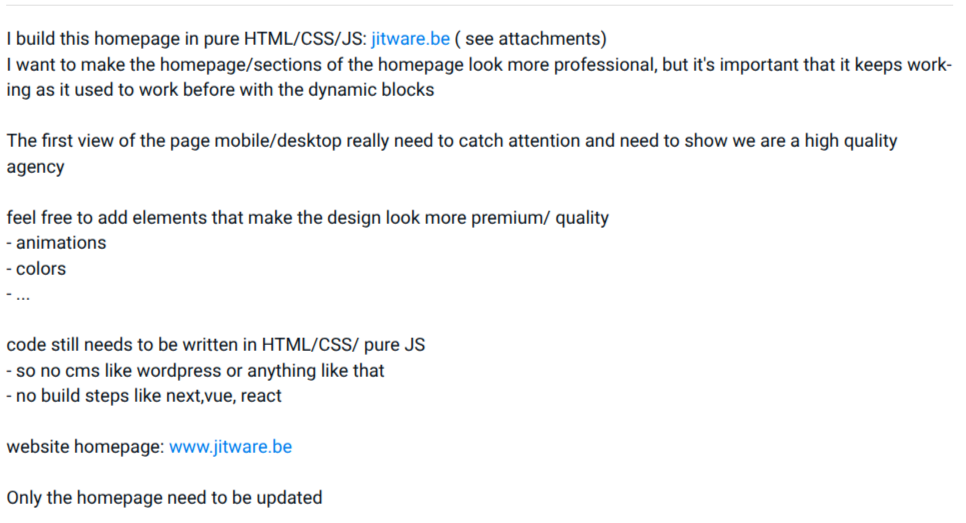 I build this homepage in pure HTML/CSS/JS: jitware.be ( see attachments)
I want to make the homepage/sections of the homepage look more professional, but it's important that it keeps work-
ing as it used to work before with the dynamic blocks
The first view of the page mobile/desktop really need to catch attention and need to show we are a high quality
agency
feel free to add elements that make the design look more premium/ quality
- animations
- colors
- ...
code still needs to be written in HTML/CSS/ pure JS
- so no cms like wordpress or anything like that
- no build steps like next,vue, react
website homepage: www.jitware.be
Only the homepage need to be updated